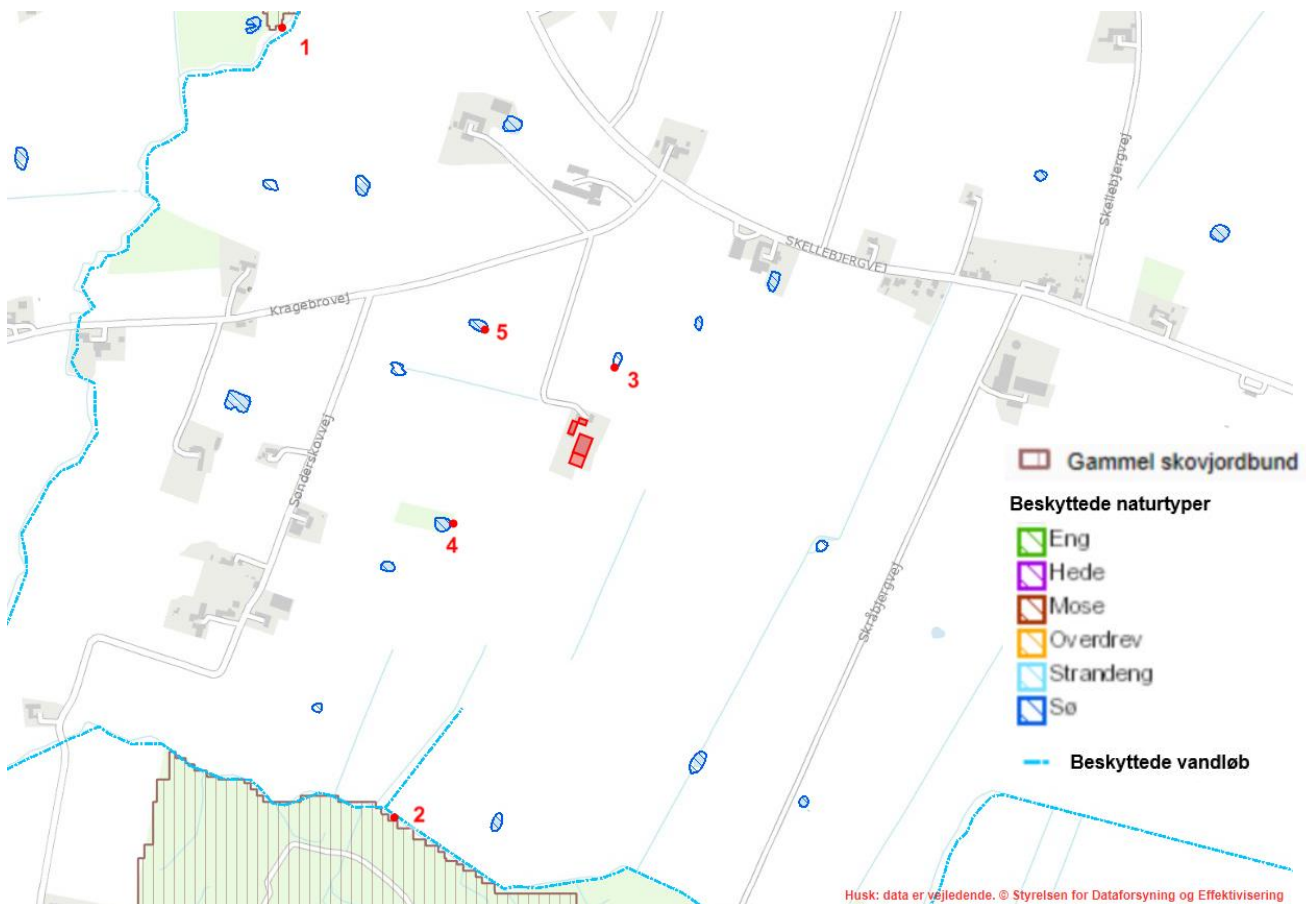 1
Skellebjergvej
SKELLEBJERGVEJ
Kragebrovej
5
3
Sønderskovvej
4
Skråbjergvej
2
Gammel skovjordbund
Beskyttede naturtyper
Eng
Hede
Mose
Overdrev
Strandeng
Sø
Beskyttede vandløb
Husk: data er vejledende. © Styrelsen for Dataforsyning og Effektivisering